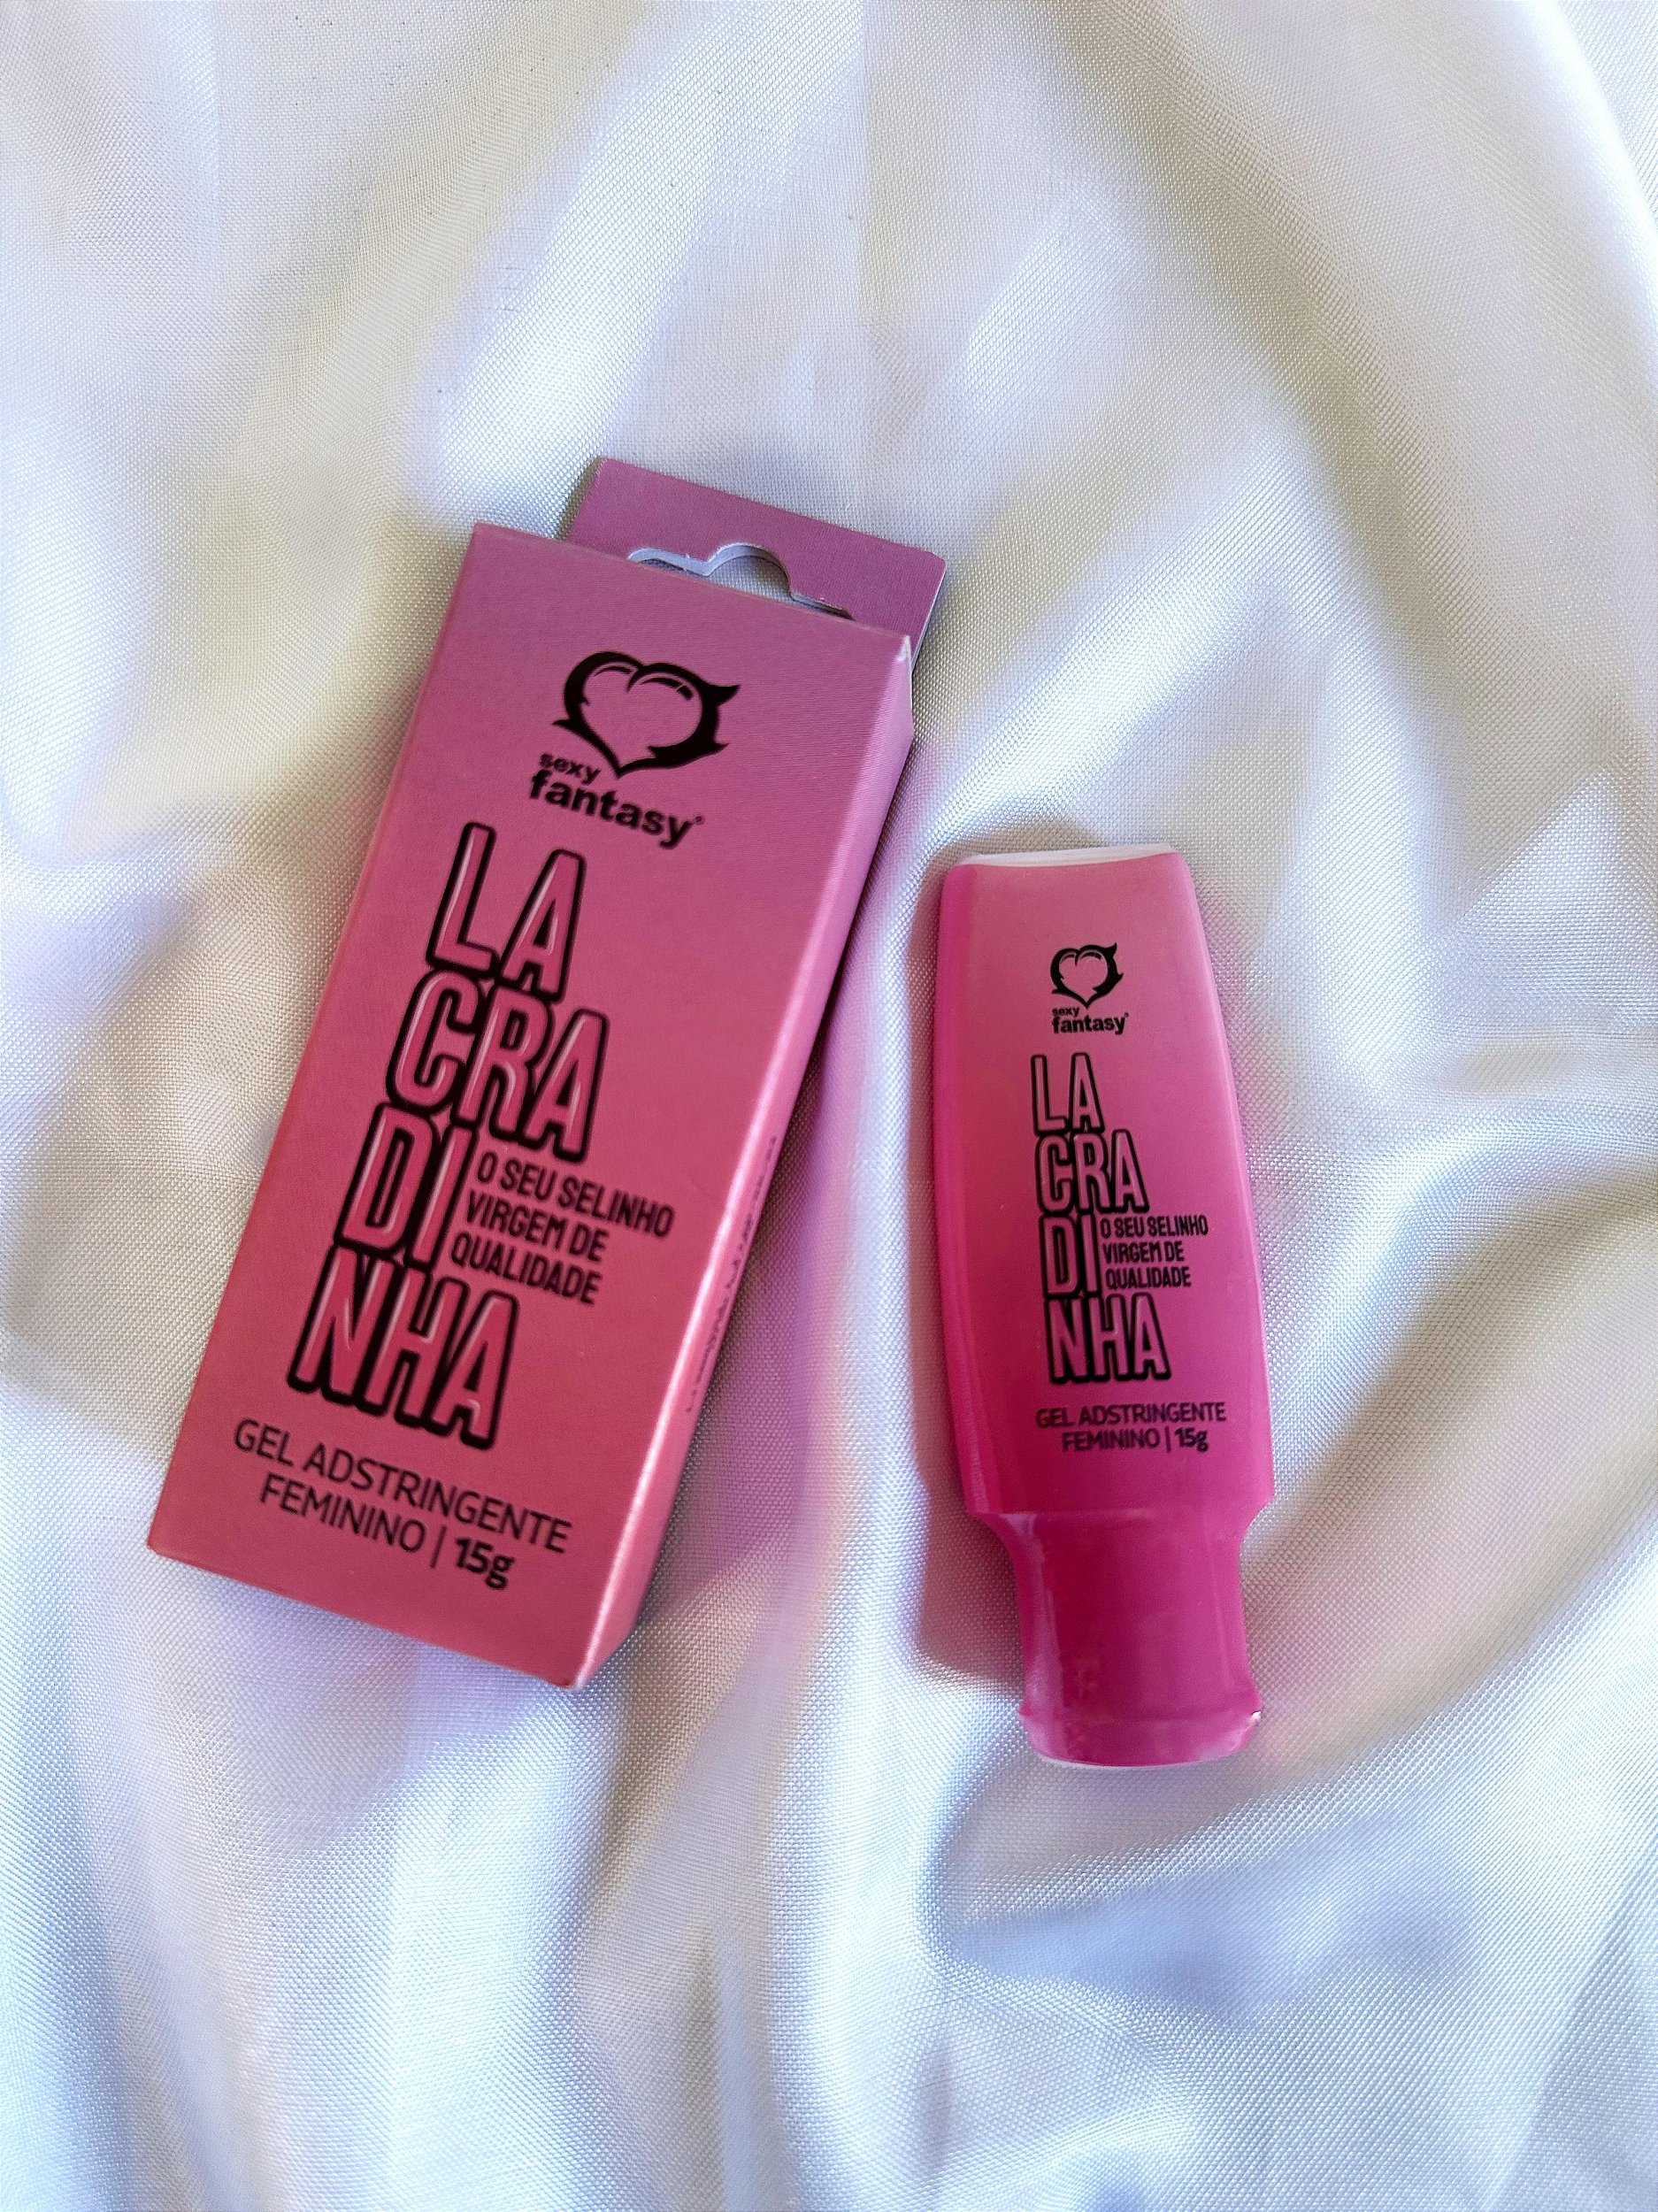 sexy
fantasy®
LA
CRA
DI
NHA
O SEU SELINHO
VIRGEM DE
QUALIDADE
GEL ADSTRINGENTE
FEMININO | 15g
sexy
fantasy®
LA
CRA
DI
NHA
O SEU SELINHO
VIRGEM DE
QUALIDADE
GEL ADSTRINGENTE
FEMININO | 15g